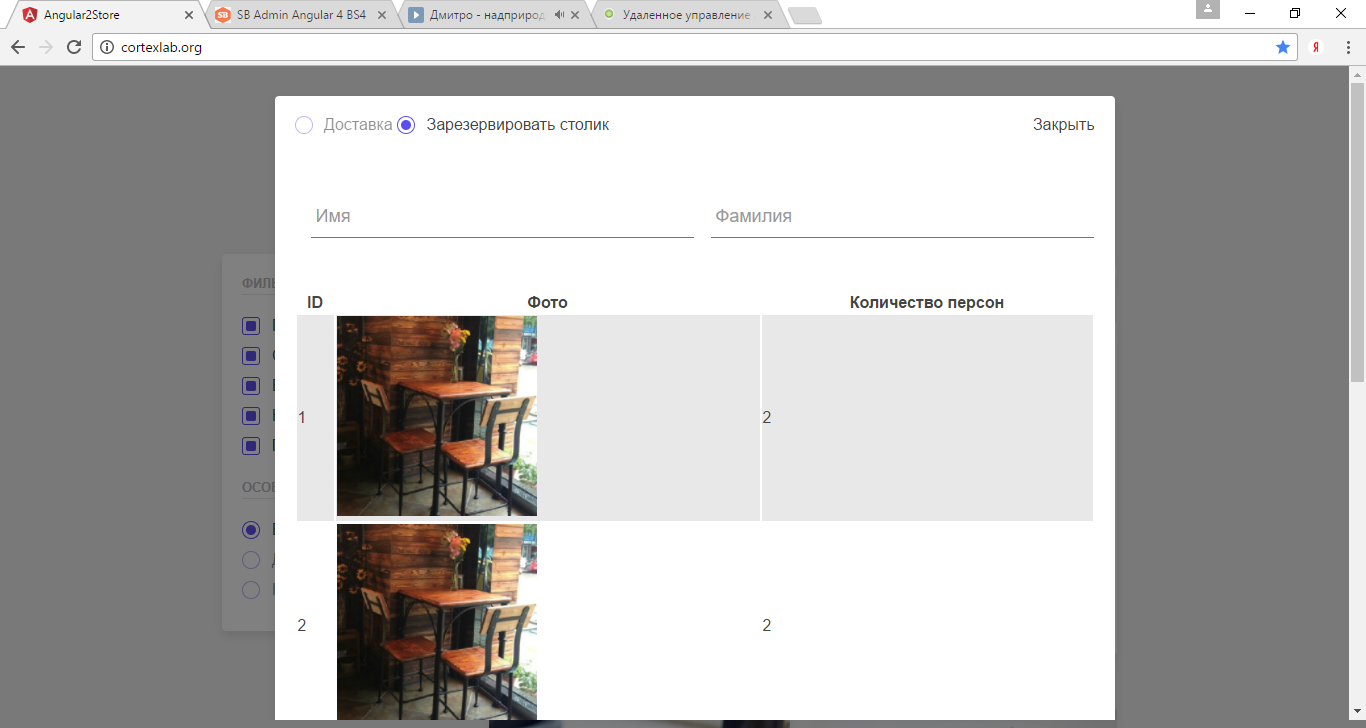 Angular2Store
SB Admin Angular 4 BS4
Дмитро - надприрод
Удаленное управление
cortexlab.org
Доставка
Зарезервировать столик
Закрыть
Имя
Фамилия
ID
Фото
Количество персон
1
2
2
2